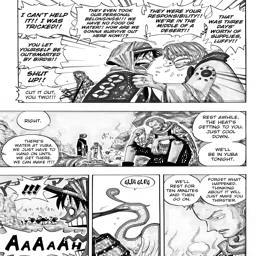 I CAN'T HELP
IT!! I WAS
TRICKED!!
THEY EVEN TOOK
OUR PERSONAL
BELONGINGS!!! WE
HAVE NO FOOD OR
WATER!! HOW ARE WE
GONNA SURVIVE OUT
HERE NOW!!?
THEY WERE YOUR
RESPONSIBILITY!!
WE'RE IN THE
MIDDLE OF A
DESERT!!
THAT WAS
THREE DAYS'
WORTH OF
SUPPLIES,
LUFFY!!
YOU LET
YOURSELF BE
OUTSMARTED
BY BIRDS!!
SHUT
UP!!
CUT IT OUT,
YOU TWO!!!
RIGHT.
THERE'S
WATER AT YUBA.
WE JUST HAVE TO
HANG ON UNTIL
WE GET THERE.
WE CAN MAKE IT!!
REST AWHILE,
THE HEAT'S
GETTING TO YOU.
JUST COOL
DOWN.
WE'LL
BE IN YUBA
TONIGHT.
!!!
AAAAAH
GLUG GLUG
WE'LL
REST FOR
TEN MINUTES
AND THEN
GO ON.
FORGET WHAT
HAPPENED.
THINKING
ABOUT IT
WILL JUST
MAKE YOU
THIRSTIER.